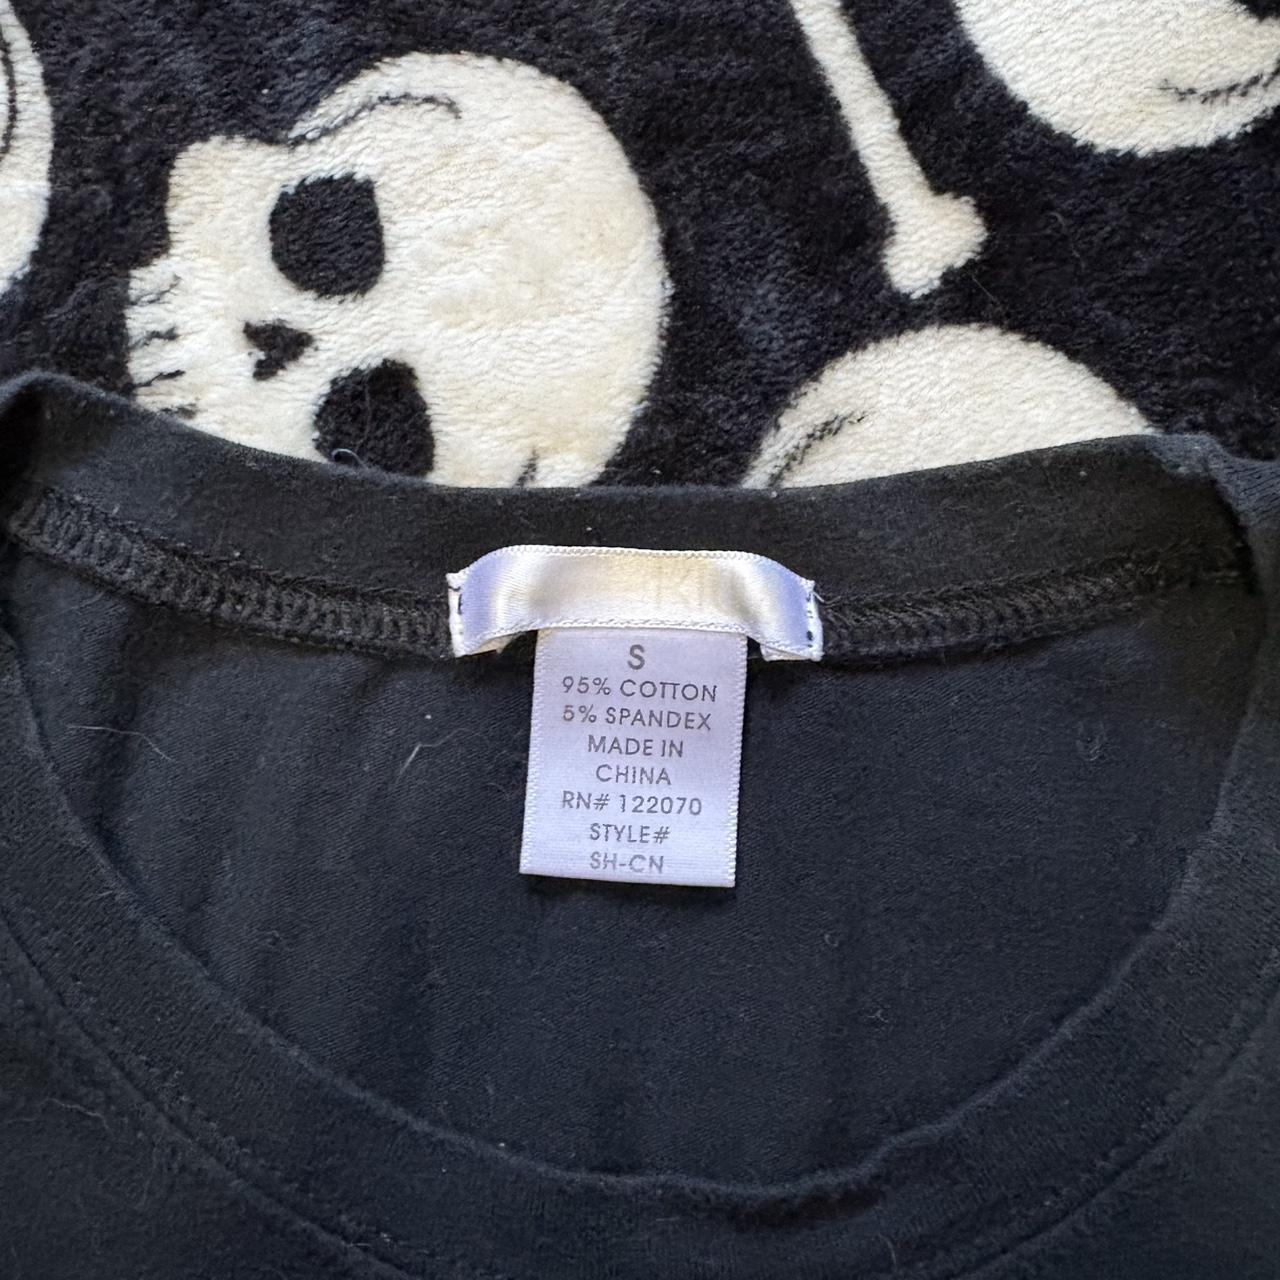 S
95% COTTON
5% SPANDEX
MADE IN
CHINA
RN# 122070
STYLE#
SH-CN